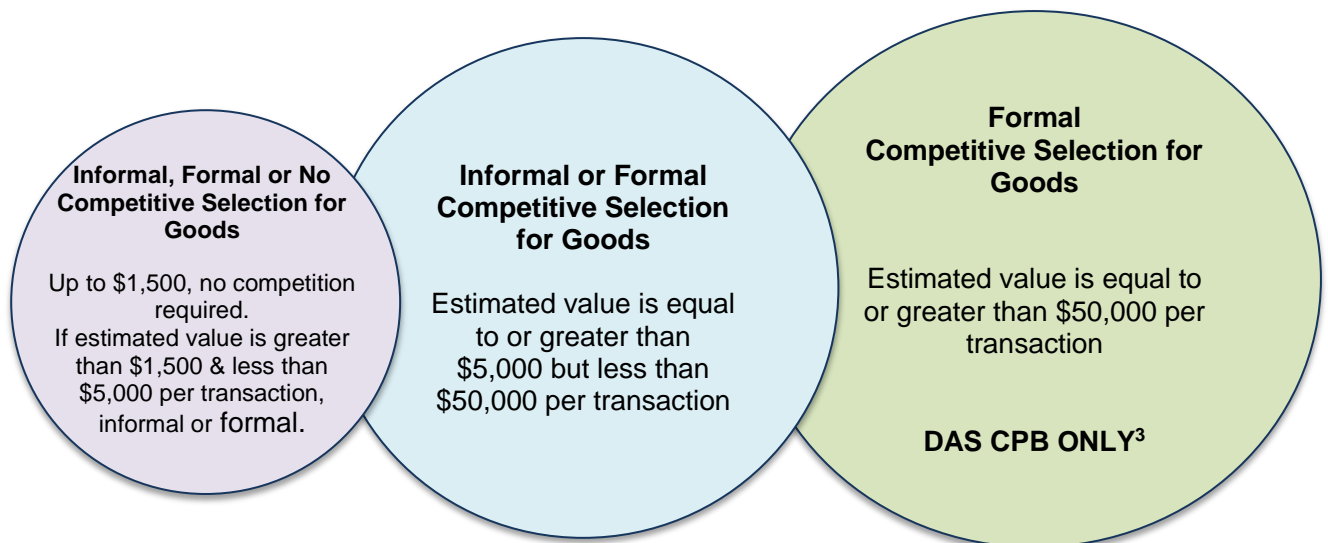 Informal, Formal or No
Competitive Selection for
Goods
Up to $1,500, no competition
required.
If estimated value is greater
than $1,500 & less than
$5,000 per transaction,
informal or formal.
Informal or Formal
Competitive Selection
for Goods
Estimated value is equal
to or greater than
$5,000 but less than
$50,000 per transaction
Formal
Competitive Selection for
Goods
Estimated value is equal to
or greater than $50,000 per
transaction
DAS CPB ONLY³